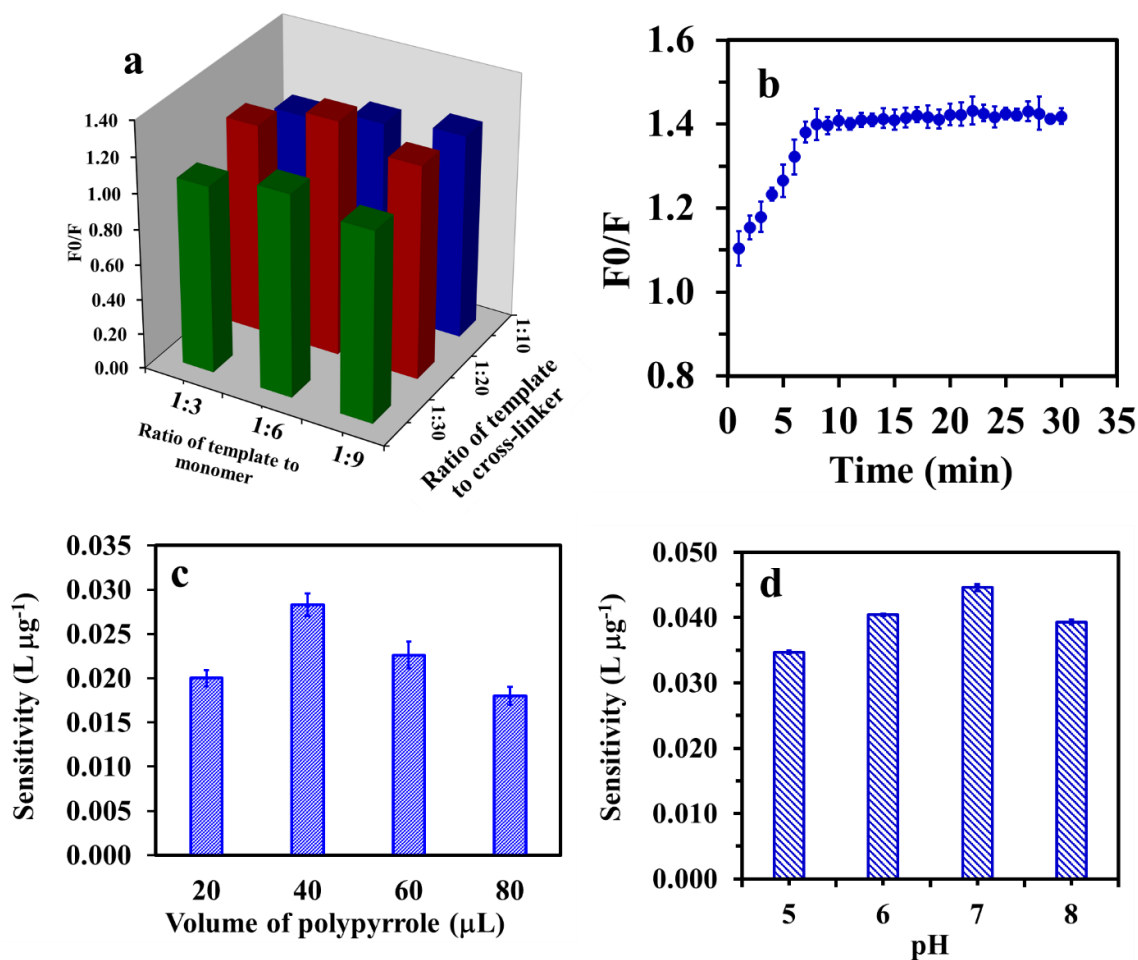 a
1.40
1.20
1.00
0.80
0.60
0.40
0.20
0.00
F0/F
1:3
1:6
1:9
Ratio of template to
monomer
1:10
1:20
1:30
Ratio of template
to cross-linker
b
1.6
1.4
1.2
1.0
0.8
F0/F
0 5 10 15 20 25 30 35
Time (min)
c
0.035
0.030
0.025
0.020
0.015
0.010
0.005
0.000
Sensitivity (L µg⁻¹)
20 40 60 80
Volume of polypyrrole (µL)
d
0.050
0.040
0.030
0.020
0.010
0.000
Sensitivity (L µg⁻¹)
5 6 7 8
pH